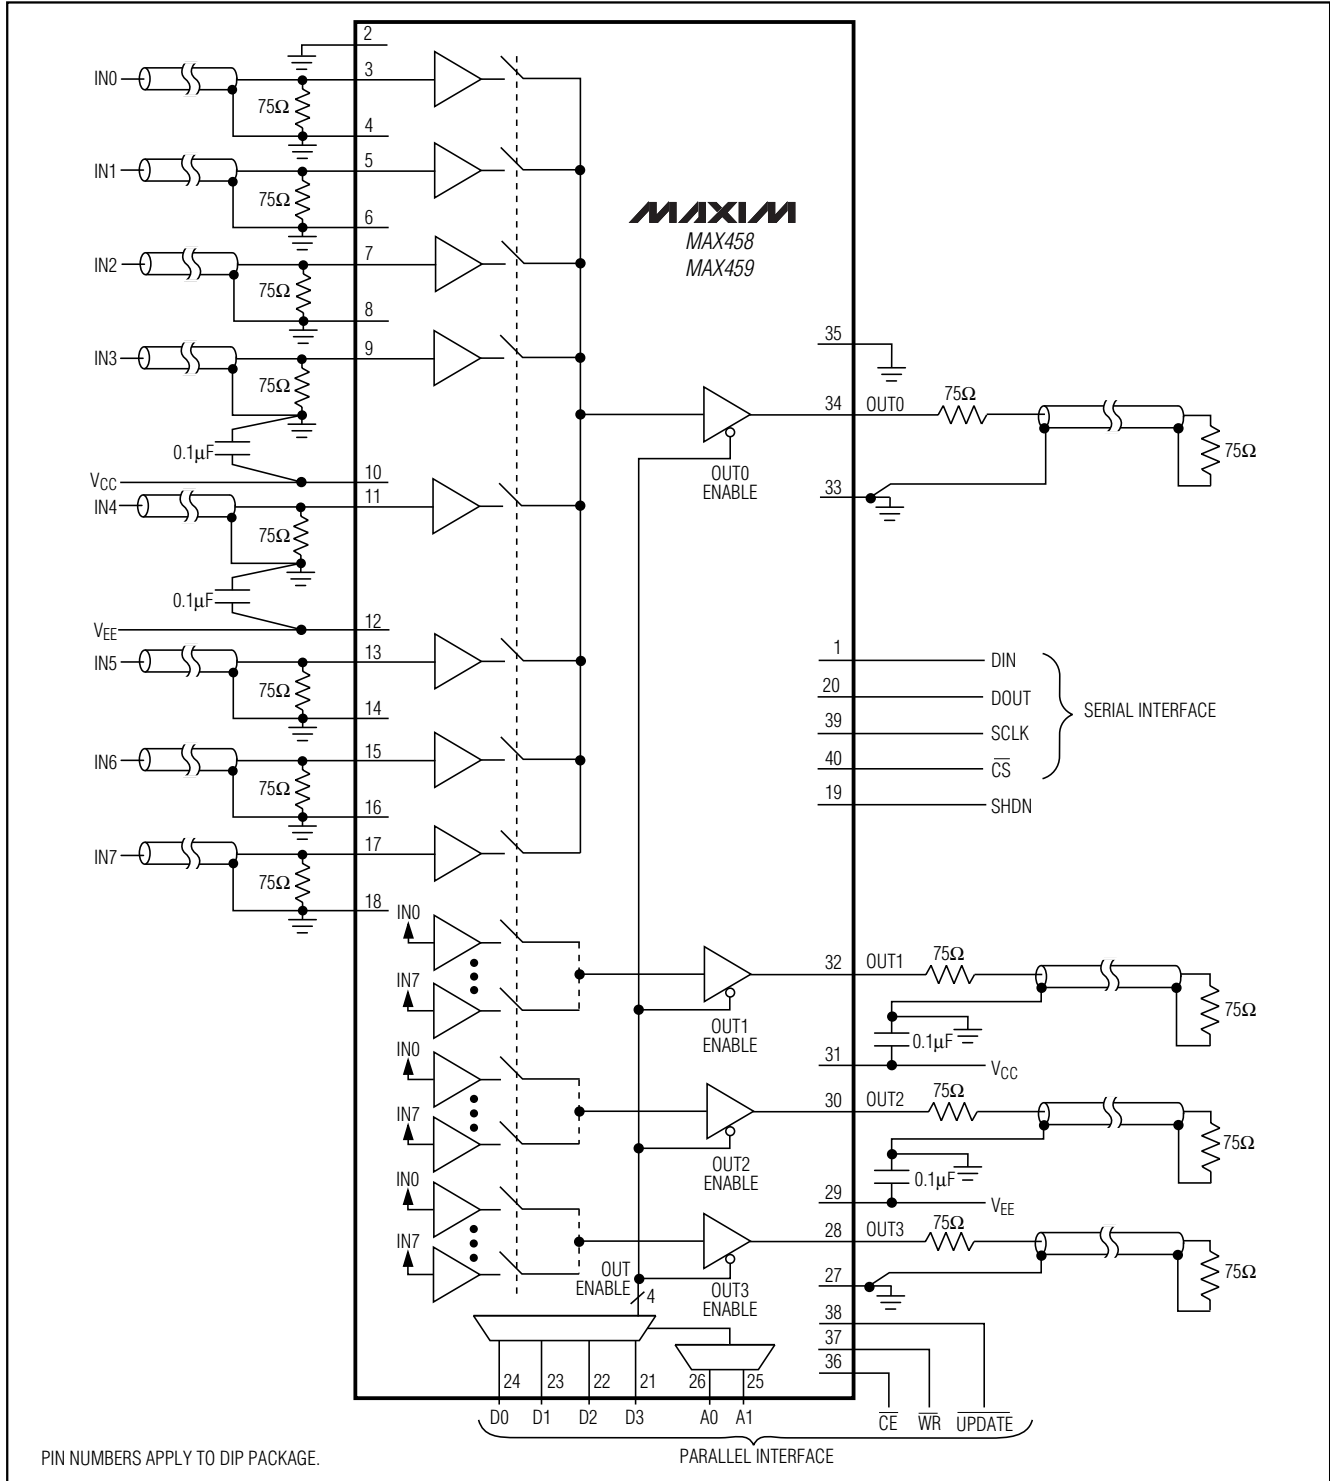 2
IN0
3
75Ω
4
IN1
5
75Ω
6
IN2
7
75Ω
8
IN3
9
75Ω
0.1µF
VCC
10
IN4
11
75Ω
0.1µF
VEE
12
IN5
13
75Ω
14
IN6
15
75Ω
16
IN7
17
75Ω
18
MAXIM
MAX458
MAX459
35
34
OUT0
75Ω
75Ω
OUT0
ENABLE
33
1
DIN
20
DOUT
39
SCLK
40
CS
SERIAL INTERFACE
19
SHDN
IN0
IN7
32
OUT1
75Ω
75Ω
OUT1
ENABLE
0.1µF
31
VCC
IN0
IN7
30
OUT2
75Ω
75Ω
OUT2
ENABLE
0.1µF
29
VEE
IN0
IN7
28
OUT3
75Ω
75Ω
OUT
ENABLE
4
OUT3
ENABLE
27
38
37
36
24
23
22
21
26
25
D0
D1
D2
D3
A0
A1
CE
WR
UPDATE
PARALLEL INTERFACE
PIN NUMBERS APPLY TO DIP PACKAGE.